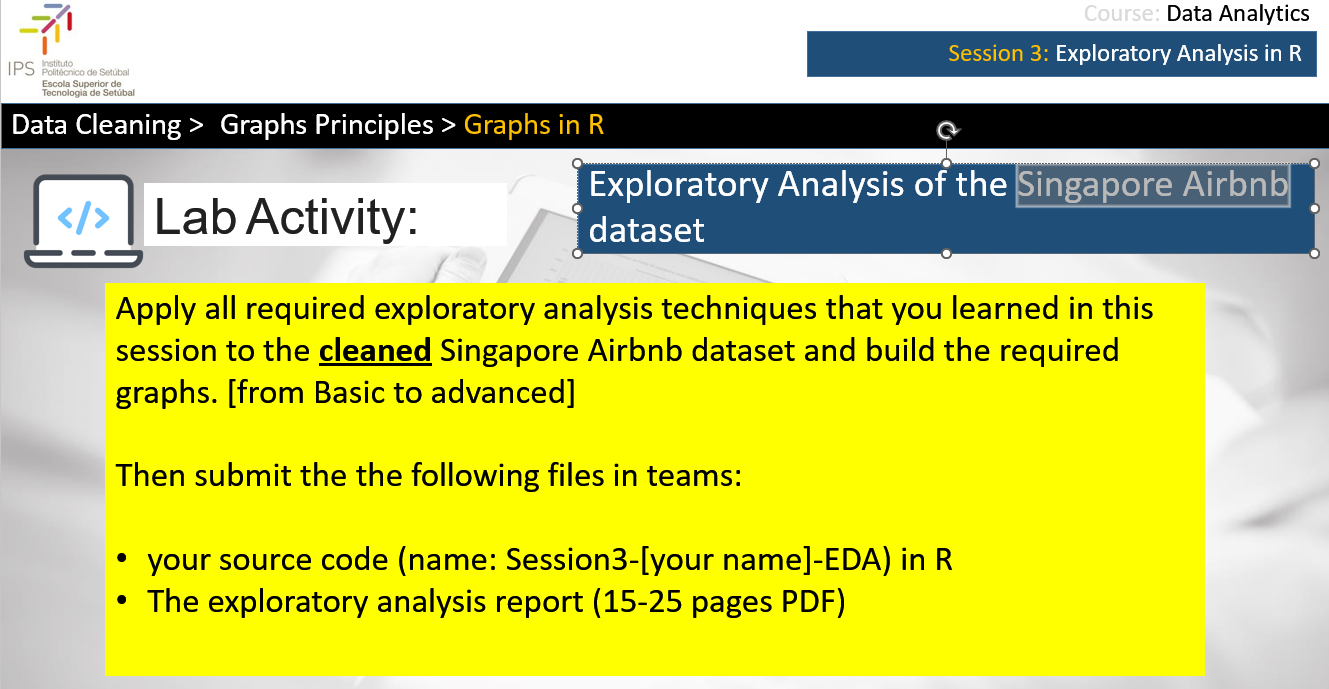 Course: Data Analytics
Session 3: Exploratory Analysis in R
IPS Instituto
Politécnico de Setúbal
Escola Superior de
Tecnologia de Setúbal
Data Cleaning > Graphs Principles > Graphs in R
Exploratory Analysis of the Singapore Airbnb
dataset
</>
Lab Activity:
Apply all required exploratory analysis techniques that you learned in this
session to the cleaned Singapore Airbnb dataset and build the required
graphs. [from Basic to advanced]
Then submit the the following files in teams:
• your source code (name: Session3-[your name]-EDA) in R
• The exploratory analysis report (15-25 pages PDF)